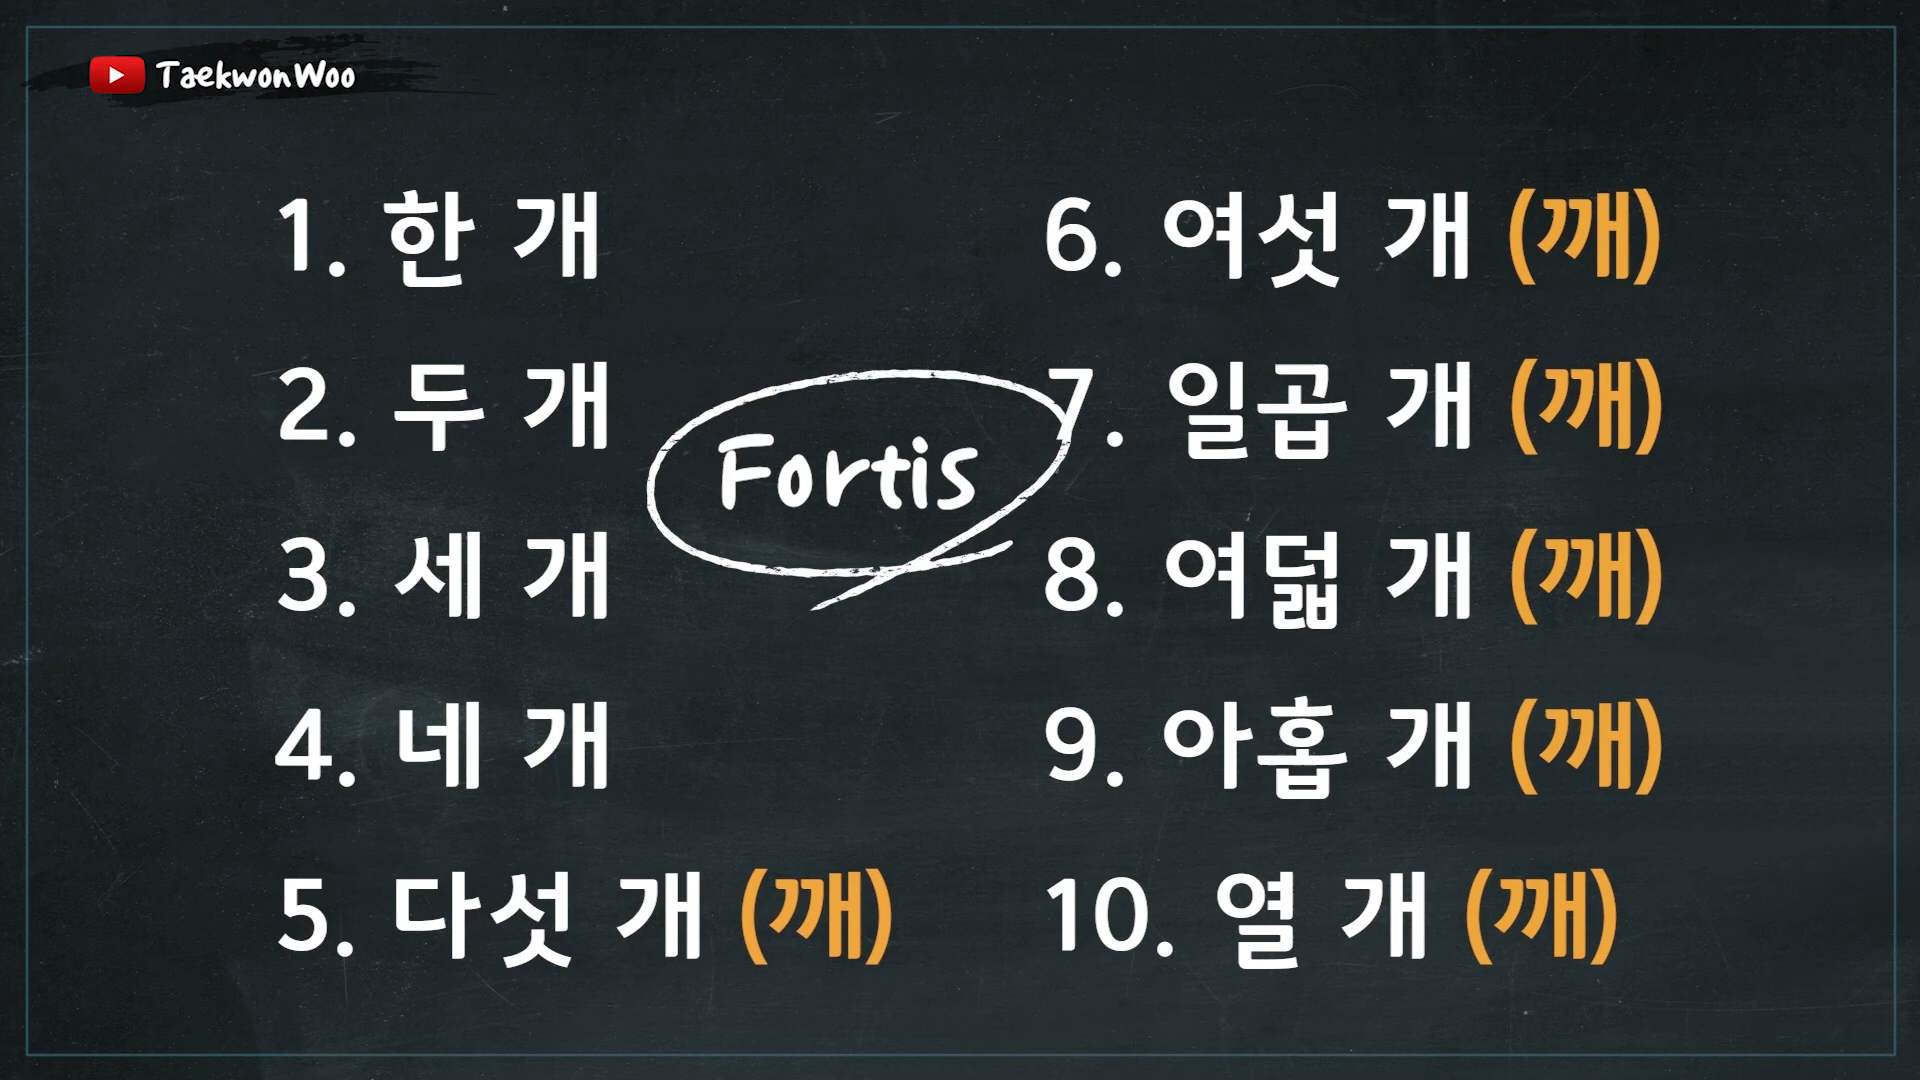 TaekwonWoo
1. 한 개
2. 두 개
3. 세 개
4. 네 개
5. 다섯 개 (깨)
Fortis
6. 여섯 개 (깨)
7. 일곱 개 (깨)
8. 여덟 개 (깨)
9. 아홉 개 (깨)
10. 열 개 (깨)